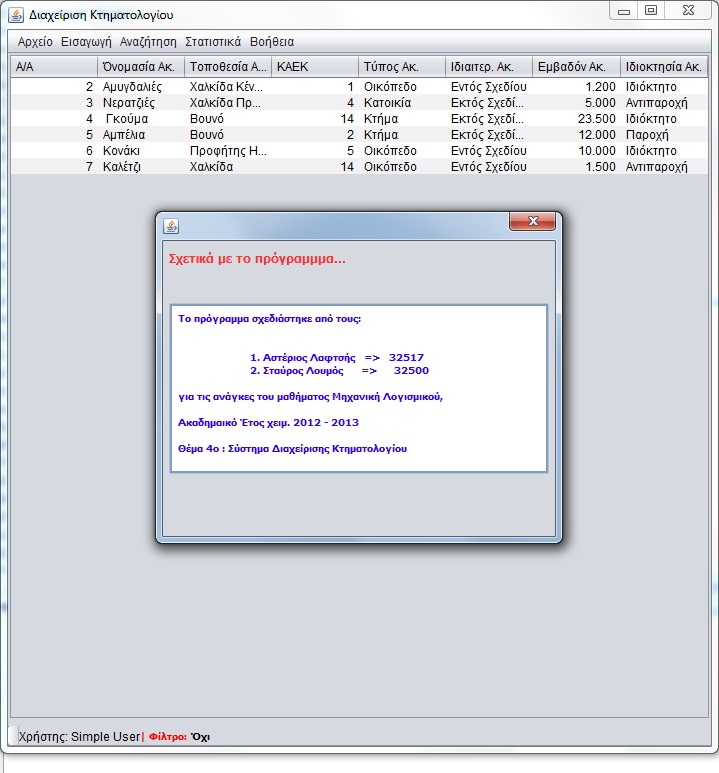 Διαχείριση Κτηματολογίου
Αρχείο Εισαγωγή Αναζήτηση Στατιστικά Βοήθεια
Α/Α Όνομασία Ακ. Τοποθεσία Α... ΚΑΕΚ Τύπος Ακ. Ιδιαιτερ. Ακ. Εμβαδόν Ακ. Ιδιοκτησία Ακ.
2 Αμυγδαλιές Χαλκίδα Κέν... 1 Οικόπεδο Εντός Σχεδίου 1.200 Ιδιόκτητο
3 Νερατζιές Χαλκίδα Πρ... 4 Κατοικία Εκτός Σχεδί... 5.000 Αντιπαροχή
4 Γκούμα Βουνό 14 Κτήμα Εκτός Σχεδί... 23.500 Ιδιόκτητο
5 Αμπέλια Βουνό 2 Κτήμα Εκτός Σχεδί... 12.000 Παροχή
6 Κονάκι Προφήτης Η... 5 Οικόπεδο Εντός Σχεδίου 10.000 Ιδιόκτητο
7 Καλέτζι Χαλκίδα 14 Οικόπεδο Εντός Σχεδίου 1.500 Αντιπαροχή
Σχετικά με το πρόγραμμμα...
Το πρόγραμμα σχεδιάστηκε από τους:
1. Αστέριος Λαφτσής => 32517
2. Σταύρος Λουμός => 32500
για τις ανάγκες του μαθήματος Μηχανική Λογισμικού,
Ακαδημαικό Έτος χειμ. 2012 - 2013
Θέμα 4ο : Σύστημα Διαχείρισης Κτηματολογίου
Χρήστης: Simple User| Φίλτρο: Όχι